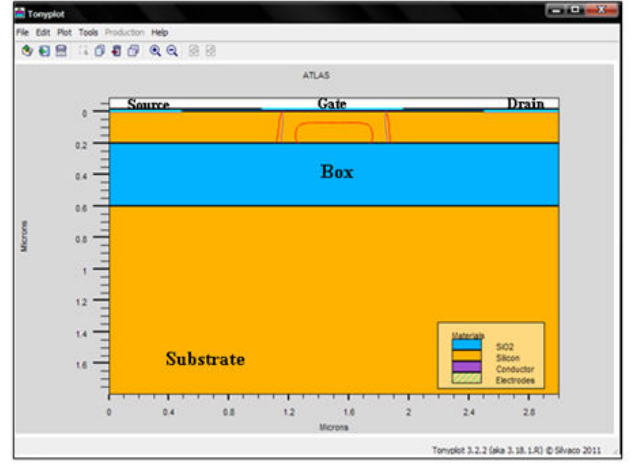 Tonyplot
File Edit Plot Tools Production Help
ATLAS
Source Gate Drain
0
0.2
0.4
0.6
0.8
1
1.2
1.4
1.6
Microns
Box
Substrate
Materials
SiO2
Silicon
Conductor
Electrodes
0 0.4 0.8 1.2 1.6 2 2.4 2.8
Microns
Tonyplot 3.2.2 (aka 3.18.1.R) © Silvaco 2011